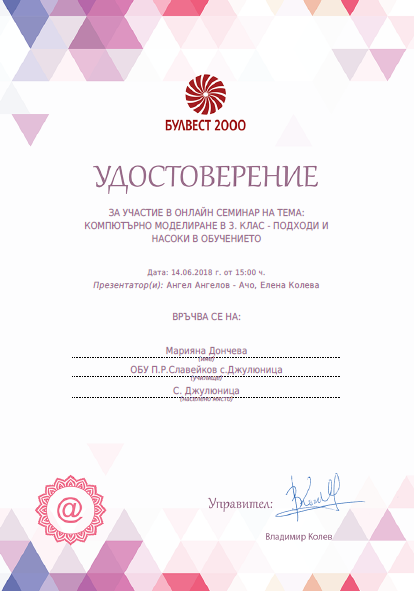 БУЛВЕСТ 2000
УДОСТОВЕРЕНИЕ
ЗА УЧАСТИЕ В ОНЛАЙН СЕМИНАР НА ТЕМА:
КОМПЮТЪРНО МОДЕЛИРАНЕ В 3. КЛАС - ПОДХОДИ И
НАСОКИ В ОБУЧЕНИЕТО
Дата: 14.06.2018 г. от 15:00 ч.
Презентатор(и): Ангел Ангелов - Ачо, Елена Колева
ВРЪЧВА СЕ НА:
Марияна Дончева
(име)
ОБУ П.Р.Славейков с.Джулюница
(училище)
С. Джулюница
(населено място)
@
Управител:
Владимир Колев